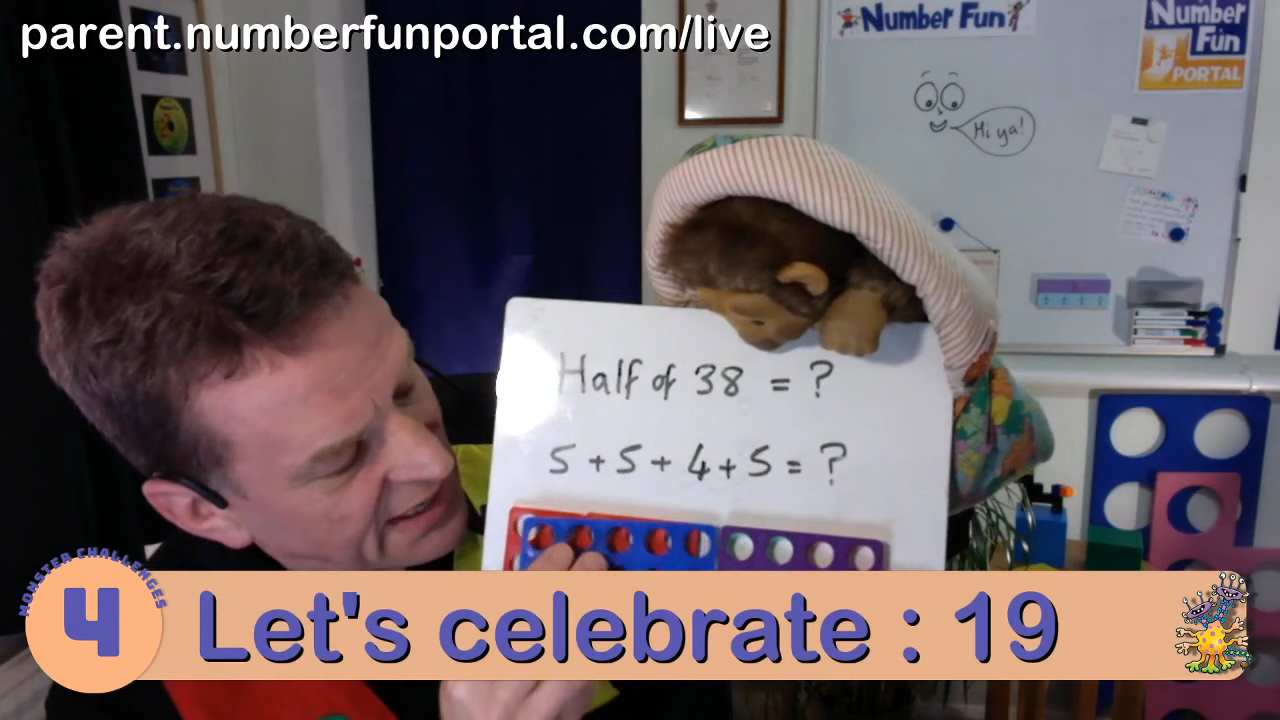 parent.numberfunportal.com/live
Number Fun
Number
Fun
PORTAL
Hi ya!
Half of 38 = ?
5 + 5 + 4 + 5 = ?
MONSTER CHALLENGES
4
Let's celebrate : 19